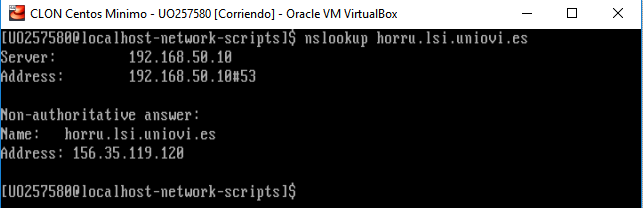 CLON Centos Minimo - UO257580 [Corriendo] - Oracle VM VirtualBox
[UO257580@localhost-network-scripts]$ nslookup horru.lsi.uniovi.es
Server:         192.168.50.10
Address:        192.168.50.10#53
Non-authoritative answer:
Name:   horru.lsi.uniovi.es
Address: 156.35.119.120
[UO257580@localhost-network-scripts]$